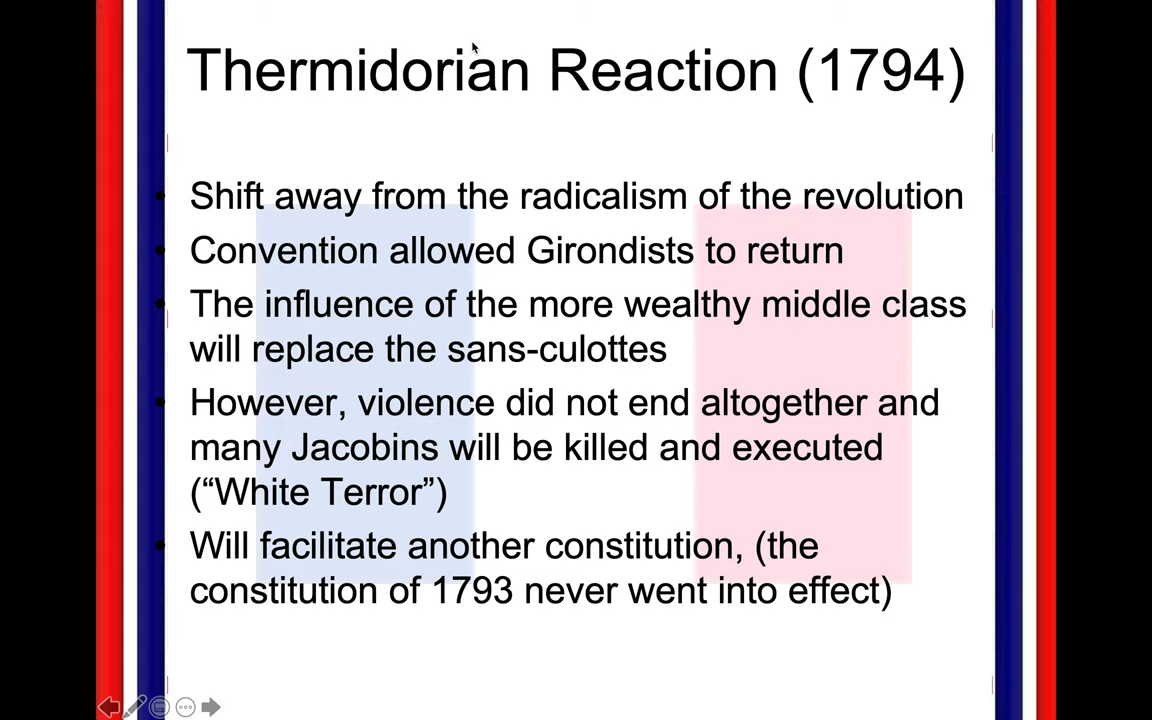 Thermidorian Reaction (1794)
• Shift away from the radicalism of the revolution
• Convention allowed Girondists to return
• The influence of the more wealthy middle class
will replace the sans-culottes
• However, violence did not end altogether and
many Jacobins will be killed and executed
(“White Terror”)
• Will facilitate another constitution, (the
constitution of 1793 never went into effect)